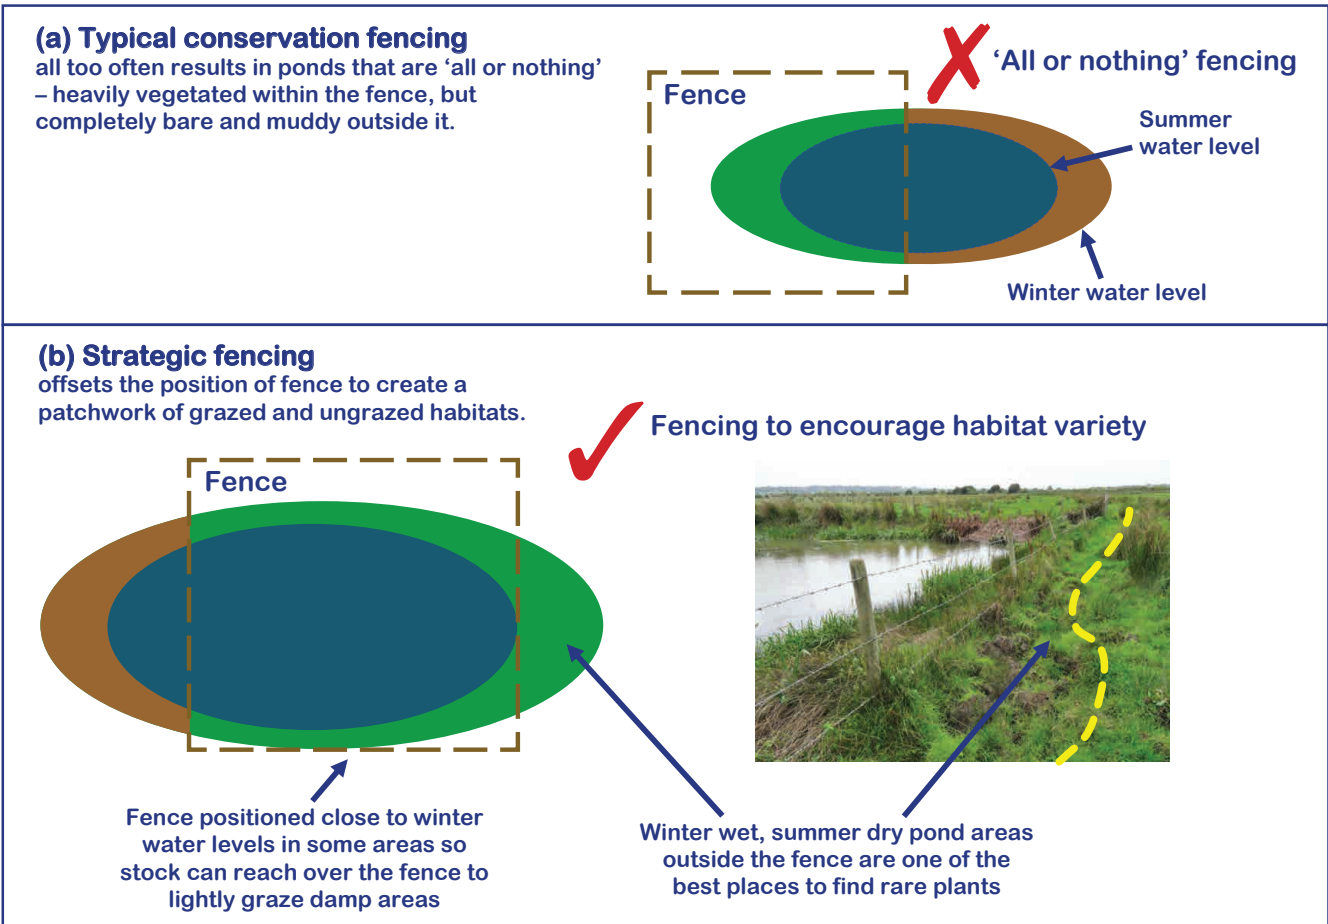 (a) Typical conservation fencing
all too often results in ponds that are ‘all or nothing’
– heavily vegetated within the fence, but
completely bare and muddy outside it.
‘All or nothing’ fencing
Fence
Summer
water level
Winter water level
(b) Strategic fencing
offsets the position of fence to create a
patchwork of grazed and ungrazed habitats.
Fencing to encourage habitat variety
Fence
Fence positioned close to winter
water levels in some areas so
stock can reach over the fence to
lightly graze damp areas
Winter wet, summer dry pond areas
outside the fence are one of the
best places to find rare plants